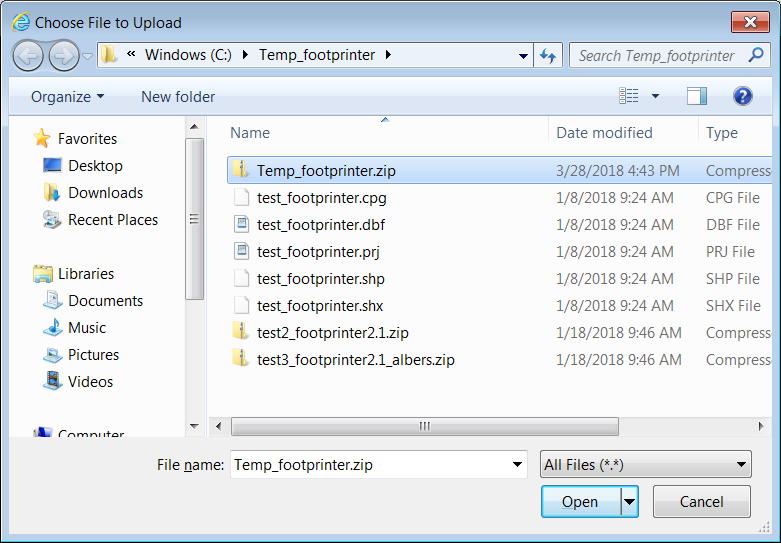 Choose File to Upload
« Windows (C:) Temp_footprinter
Search Temp_footprinter
Organize New folder
Name Date modified Type
Favorites
Desktop
Downloads
Recent Places
Libraries
Documents
Music
Pictures
Videos
Computer
Temp_footprinter.zip 3/28/2018 4:43 PM Compress
test_footprinter.cpg 1/8/2018 9:24 AM CPG File
test_footprinter.dbf 1/8/2018 9:24 AM DBF File
test_footprinter.prj 1/8/2018 9:24 AM PRJ File
test_footprinter.shp 1/8/2018 9:24 AM SHP File
test_footprinter.shx 1/8/2018 9:24 AM SHX File
test2_footprinter2.1.zip 1/18/2018 9:46 AM Compress
test3_footprinter2.1_albers.zip 1/18/2018 9:46 AM Compress
File name: Temp_footprinter.zip All Files (*.*)
Open Cancel